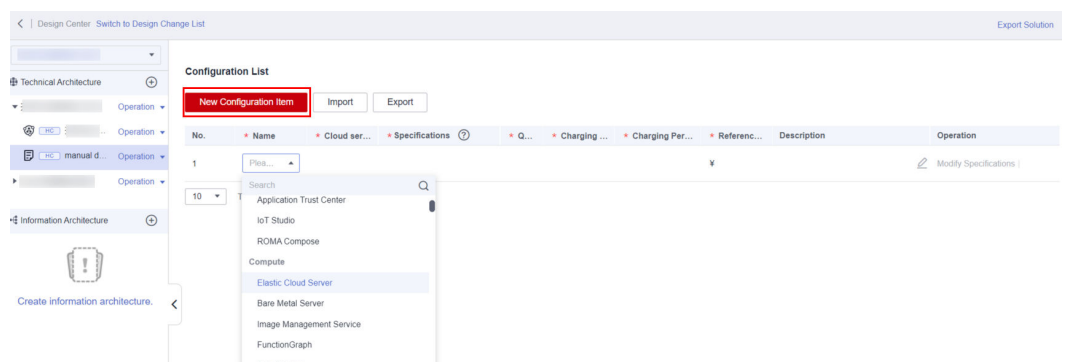 Design Center Switch to Design Change List
Export Solution
Technical Architecture
Operation
HC Operation
HC manual d... Operation
Operation
Information Architecture
Create information architecture.
Configuration List
New Configuration Item Import Export
No. * Name * Cloud ser... * Specifications ? * Q... * Charging ... * Charging Per... * Referenc... Description Operation
1 Plea... ¥ Modify Specifications
10
Search
Application Trust Center
IoT Studio
ROMA Compose
Compute
Elastic Cloud Server
Bare Metal Server
Image Management Service
FunctionGraph